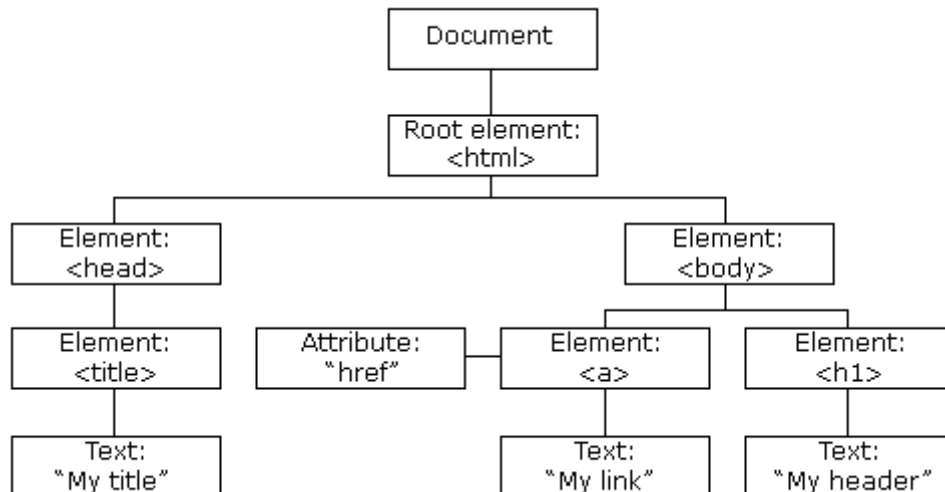 Document
Root element:
<html>
Element:
<head>
Element:
<body>
Element:
<title>
Attribute:
“href”
Element:
<a>
Element:
<h1>
Text:
“My title”
Text:
“My link”
Text:
“My header”